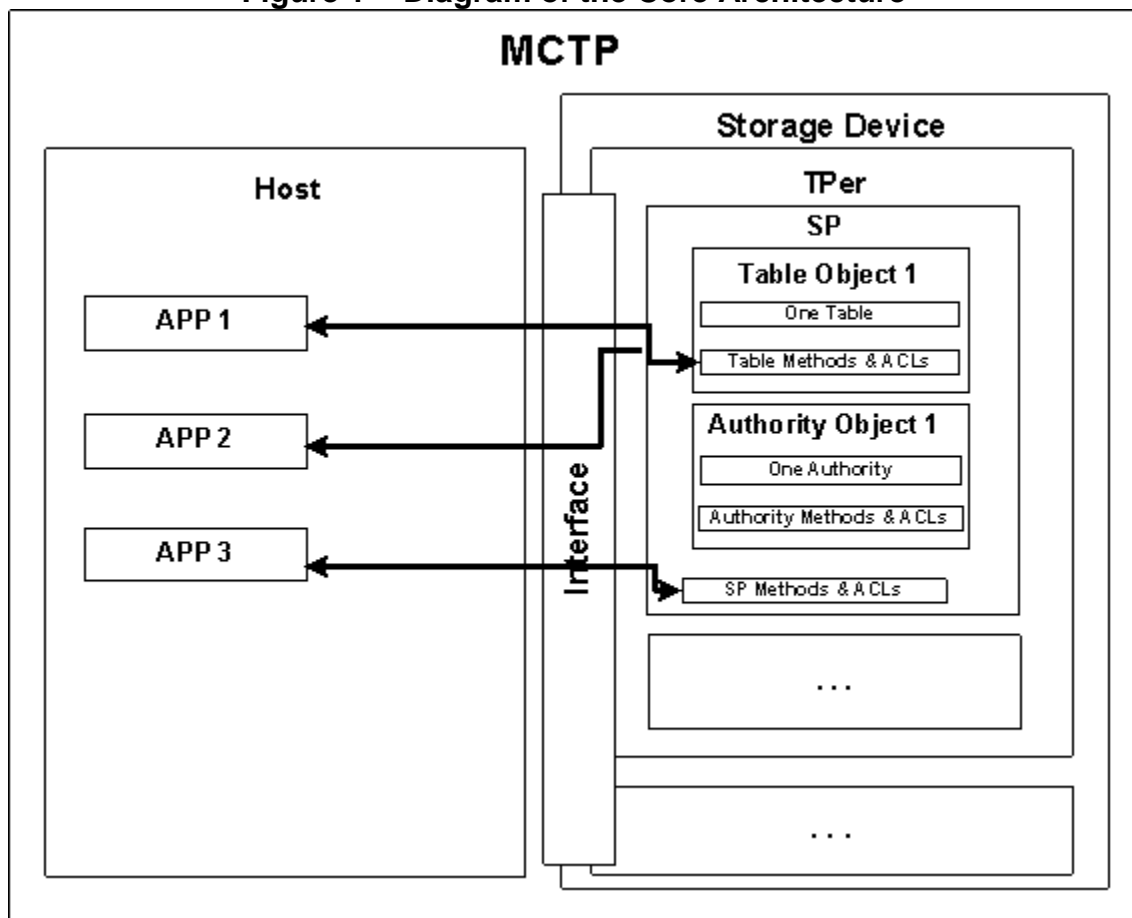 Figure 1 – Diagram of the Core Architecture
MCTP
Storage Device
Host
TPer
SP
Table Object 1
One Table
Table Methods & ACLs
APP 1
APP 2
APP 3
Interface
Authority Object 1
One Authority
Authority Methods & ACLs
SP Methods & ACLs
...
...